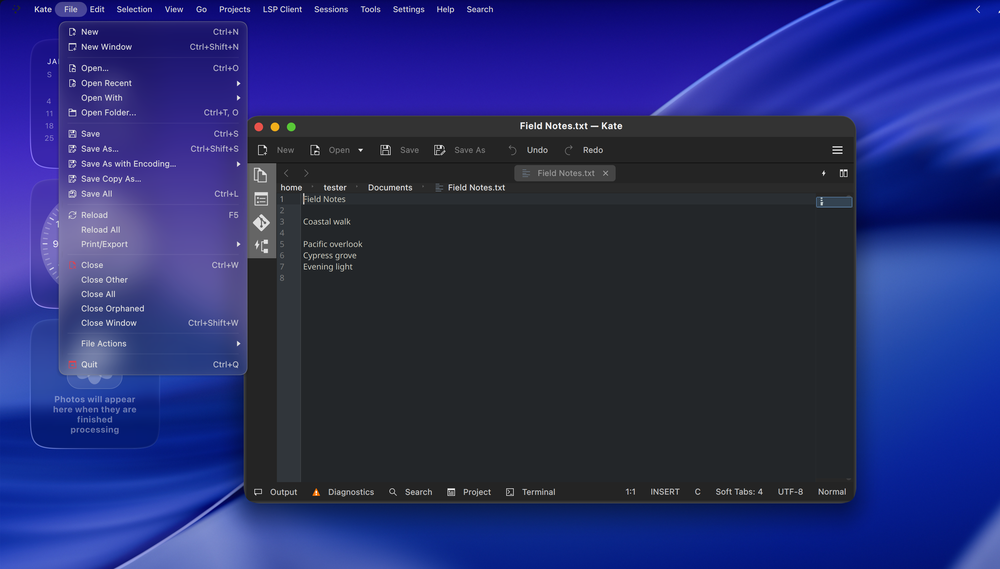 Kate File Edit Selection View Go Projects LSP Client Sessions Tools Settings Help Search
New Ctrl+N
New Window Ctrl+Shift+N
Open... Ctrl+O
Open Recent
Open With
Open Folder... Ctrl+T, O
Save Ctrl+S
Save As... Ctrl+Shift+S
Save As with Encoding...
Save Copy As...
Save All Ctrl+L
Reload F5
Reload All
Print/Export
Close Ctrl+W
Close Other
Close All
Close Orphaned
Close Window Ctrl+Shift+W
File Actions
Quit Ctrl+Q
JA
S
4
11
18
25
9
Photos will appear
here when they are
finished
processing
Field Notes.txt — Kate
New Open Save Save As Undo Redo
Field Notes.txt
home tester Documents Field Notes.txt
1 Field Notes
2
3 Coastal walk
4
5 Pacific overlook
6 Cypress grove
7 Evening light
8
Output Diagnostics Search Project Terminal 1:1 INSERT C Soft Tabs: 4 UTF-8 Normal